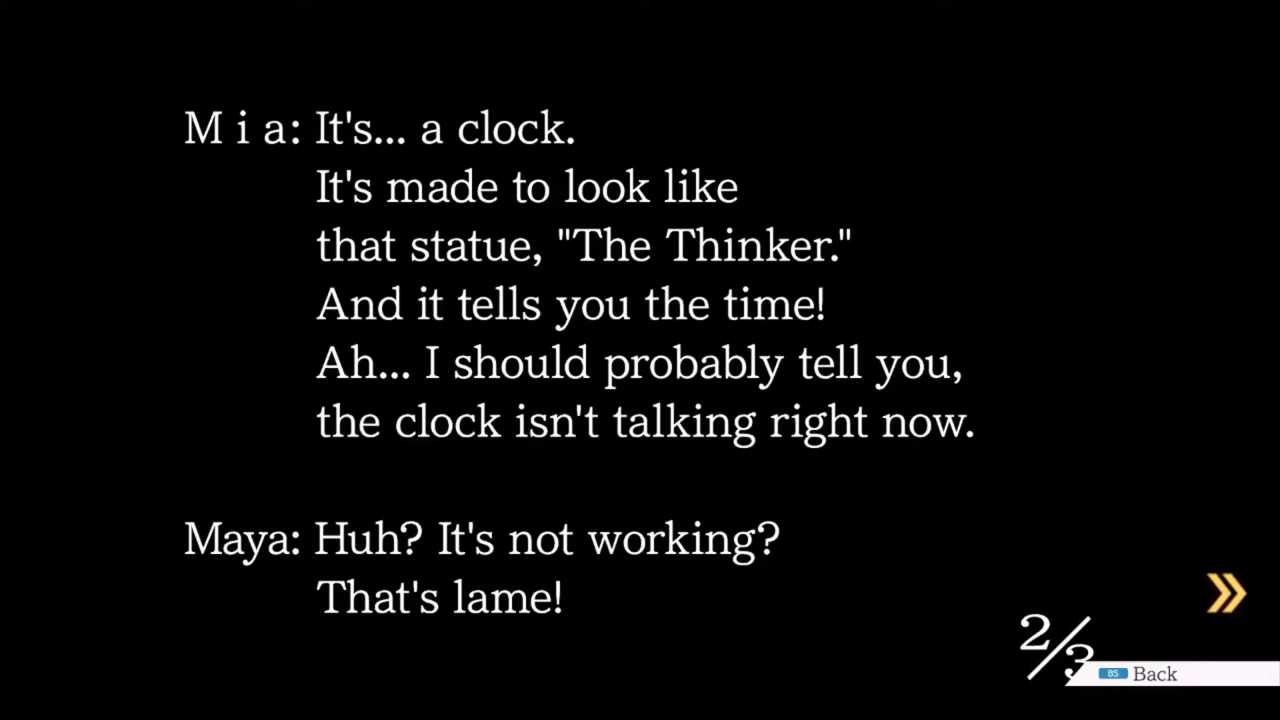 M i a: It's... a clock.
It's made to look like
that statue, "The Thinker."
And it tells you the time!
Ah... I should probably tell you,
the clock isn't talking right now.
Maya: Huh? It's not working?
That's lame!
2/3
BS Back